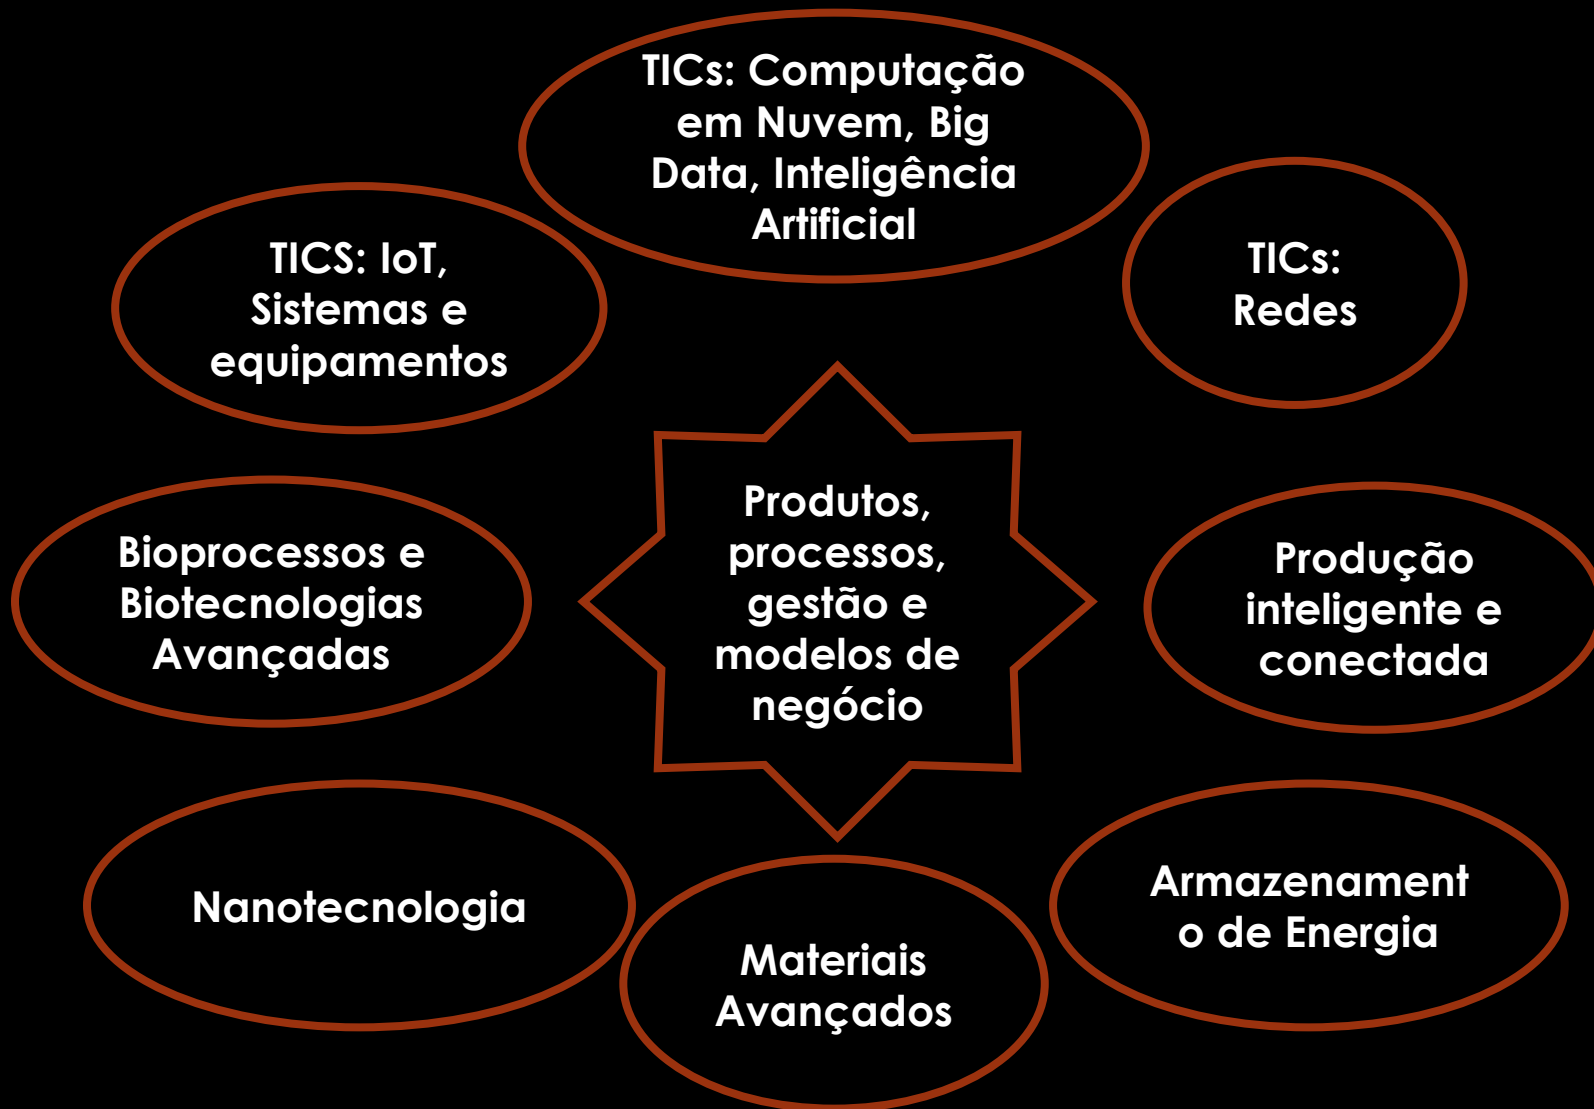 TICs: Computação
em Nuvem, Big
Data, Inteligência
Artificial
TICS: IoT,
Sistemas e
equipamentos
TICs:
Redes
Produtos,
processos,
gestão e
modelos de
negócio
Bioprocessos e
Biotecnologias
Avançadas
Produção
inteligente e
conectada
Nanotecnologia
Materiais
Avançados
Armazenament
o de Energia